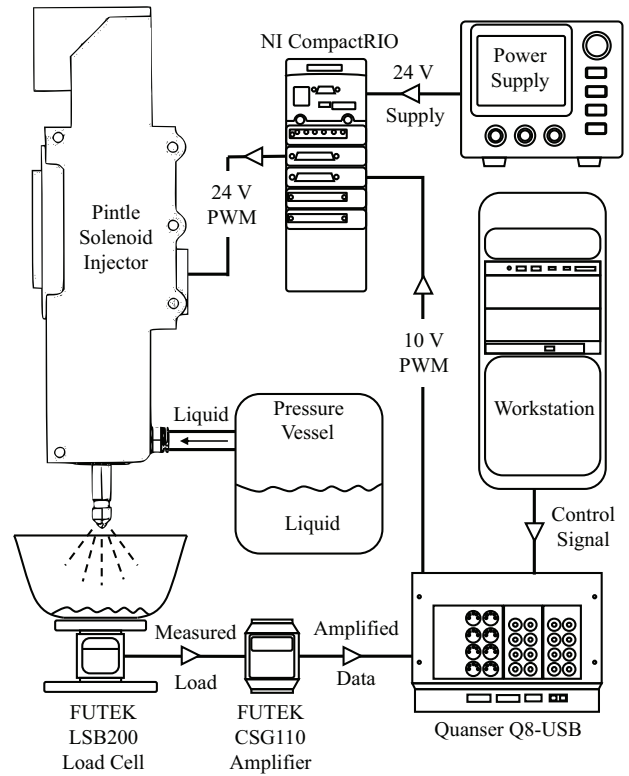 NI CompactRIO
24 V
Supply
Power
Supply
24 V
PWM
Pintle
Solenoid
Injector
10 V
PWM
Workstation
Liquid
Pressure
Vessel
Liquid
Control
Signal
Measured
Load
Amplified
Data
FUTEK
LSB200
Load Cell
FUTEK
CSG110
Amplifier
Quanser Q8-USB